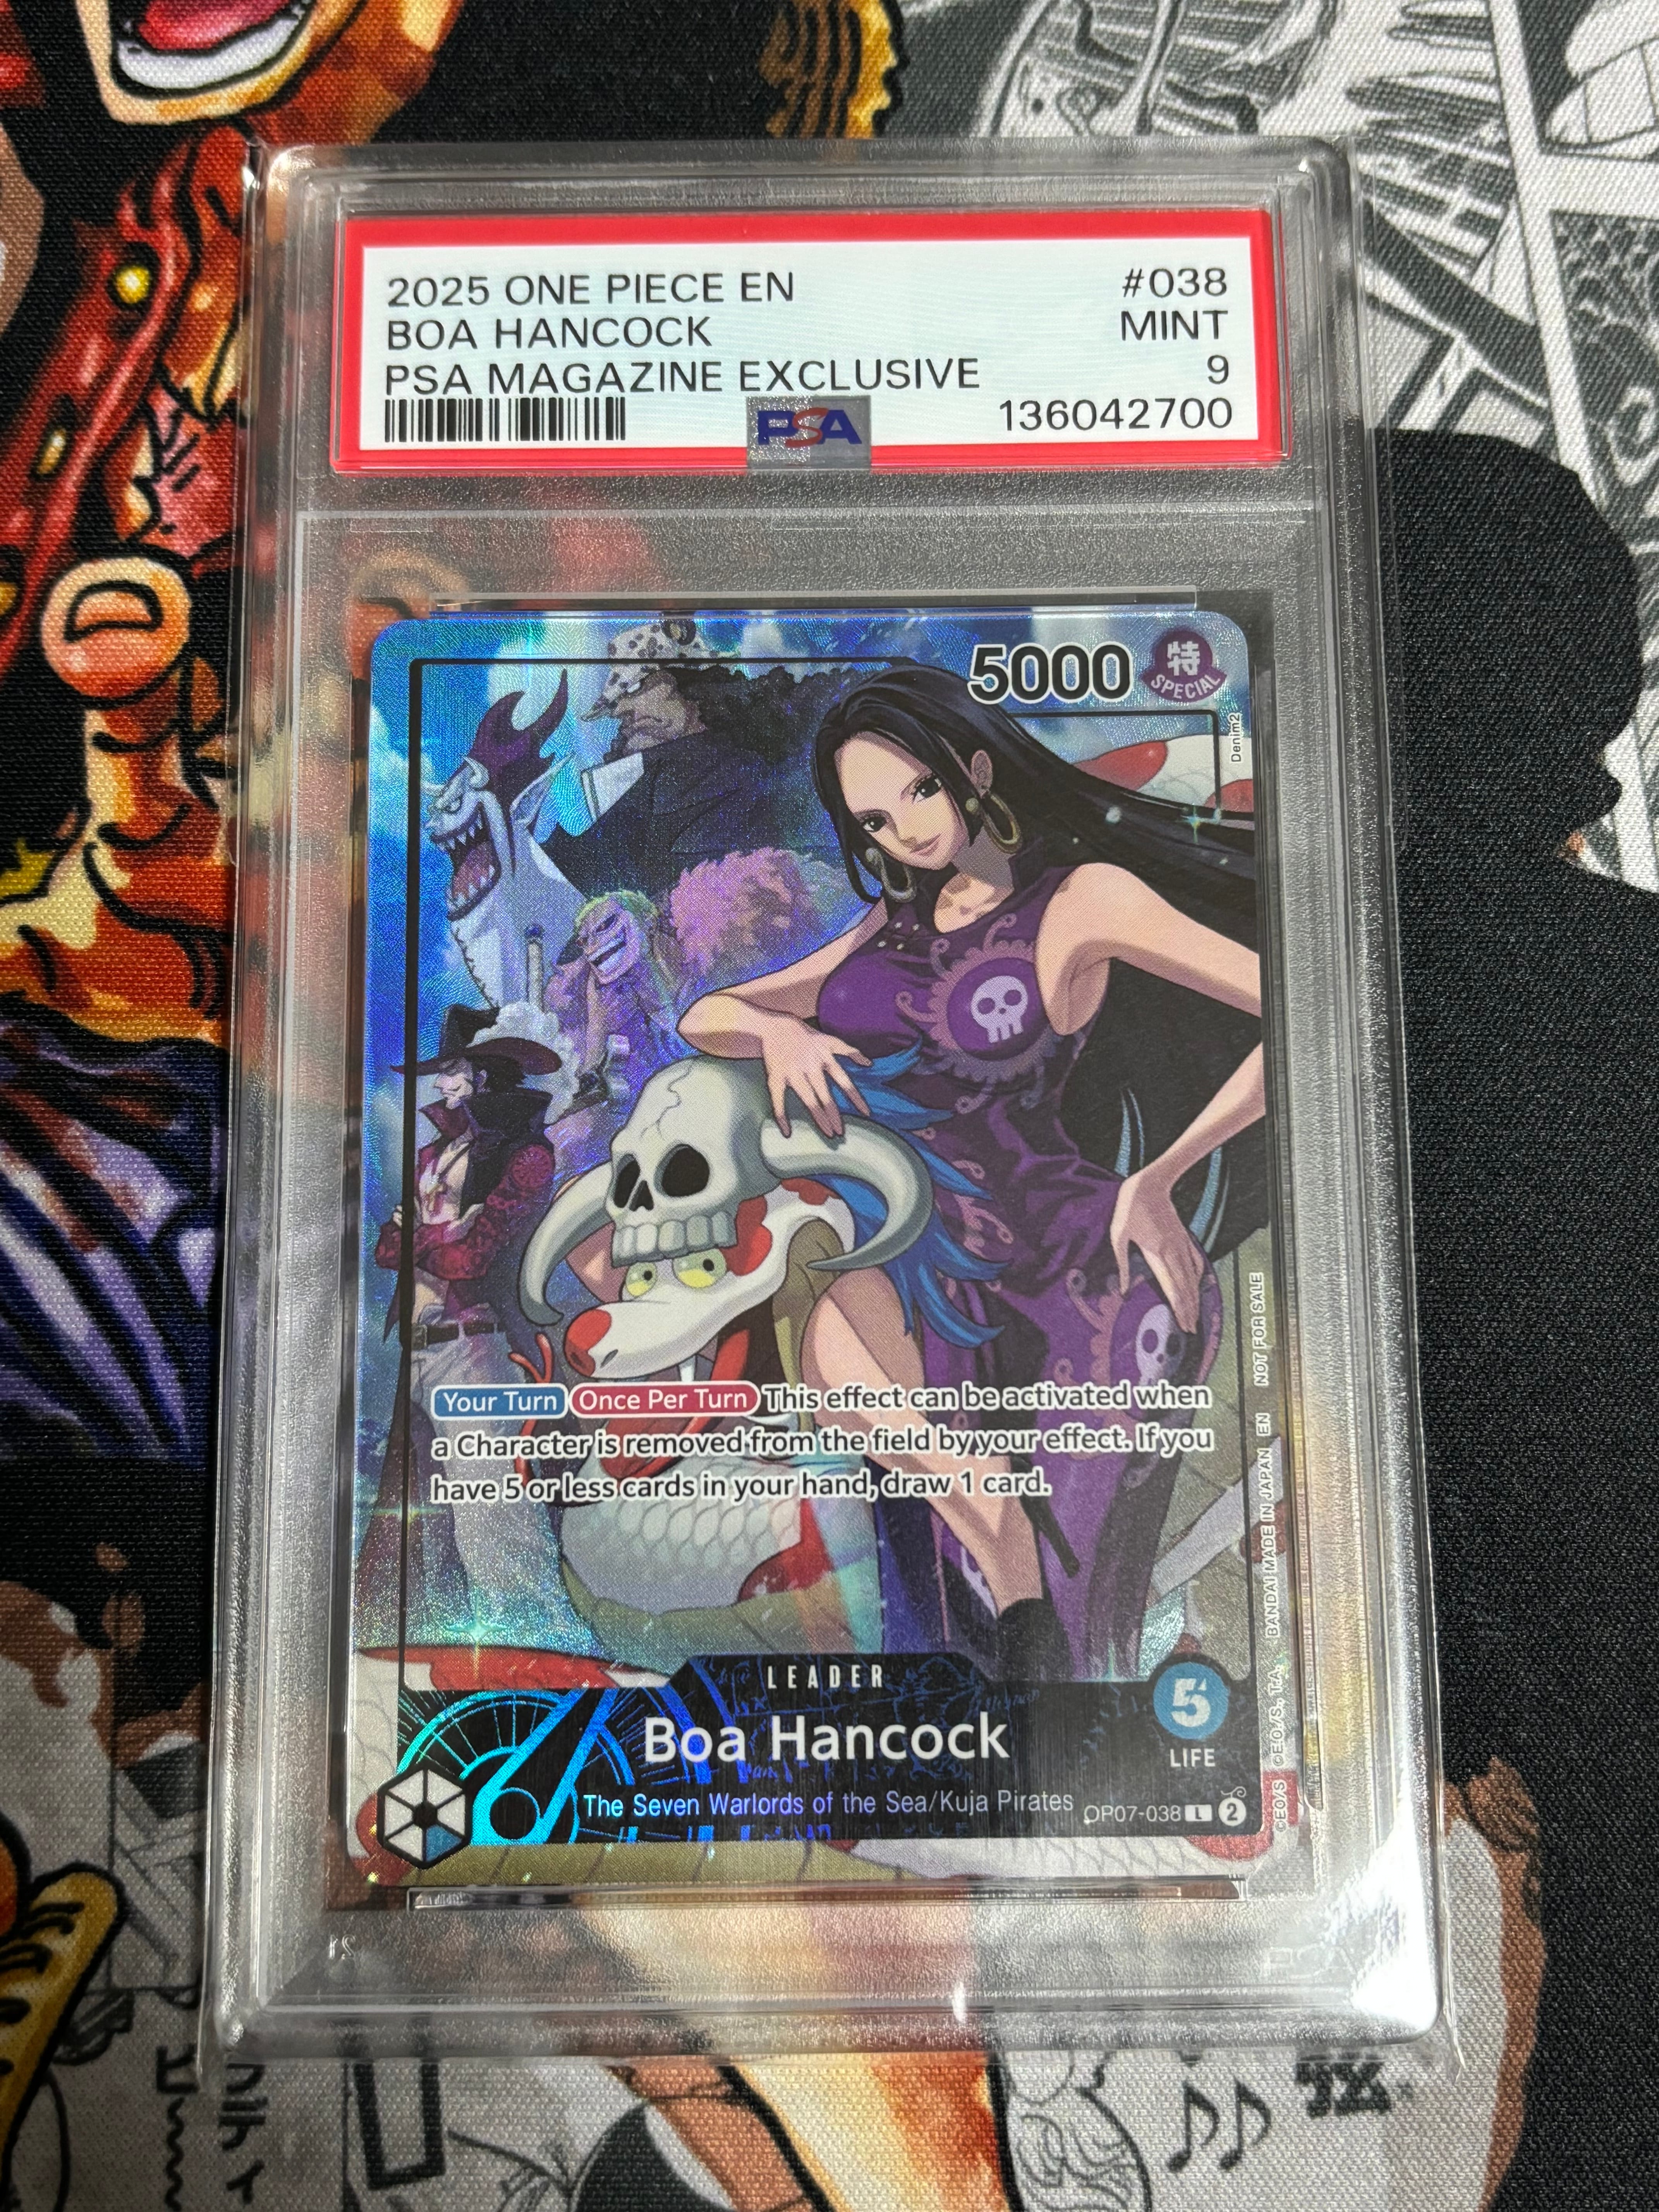 2025 ONE PIECE EN #038
BOA HANCOCK MINT
PSA MAGAZINE EXCLUSIVE 9
PSA 136042700
5000 特
SPECIAL
Denim2
Your Turn Once Per Turn This effect can be activated when
a Character is removed from the field by your effect. If you
have 5 or less cards in your hand, draw 1 card.
©E.O./S. ©E.O./S., T.A. BANDAI MADE IN JAPAN EN NOT FOR SALE
LEADER
Boa Hancock
5
LIFE
The Seven Warlords of the Sea/Kuja Pirates OP07-038 L 2